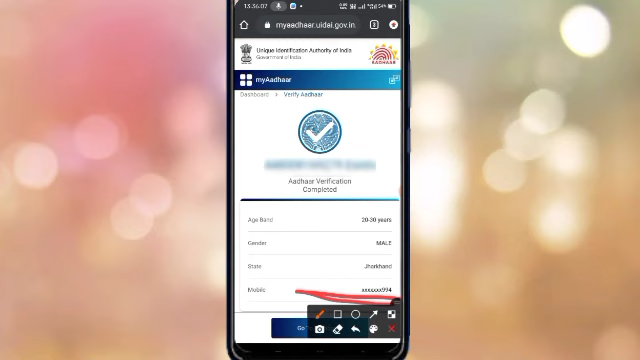 13.36.07
myaadhaar.uidai.gov.in
Unique Identification Authority of India
Government of India
AADHAAR
myAadhaar
Dashboard > Verify Aadhaar
Aadhaar Verification
Completed
Age Band 20-30 years
Gender MALE
State Jharkhand
Mobile xxxxxxx994
Go